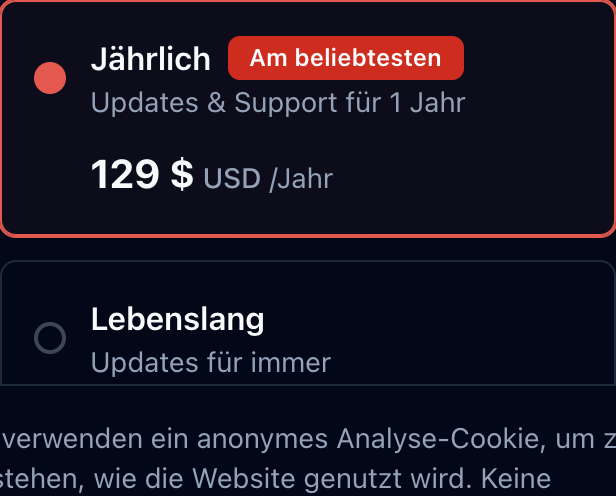 Jährlich Am beliebtesten
Updates & Support für 1 Jahr
129 $ USD /Jahr
Lebenslang
Updates für immer
verwenden ein anonymes Analyse-Cookie, um
stehen, wie die Website genutzt wird. Keine